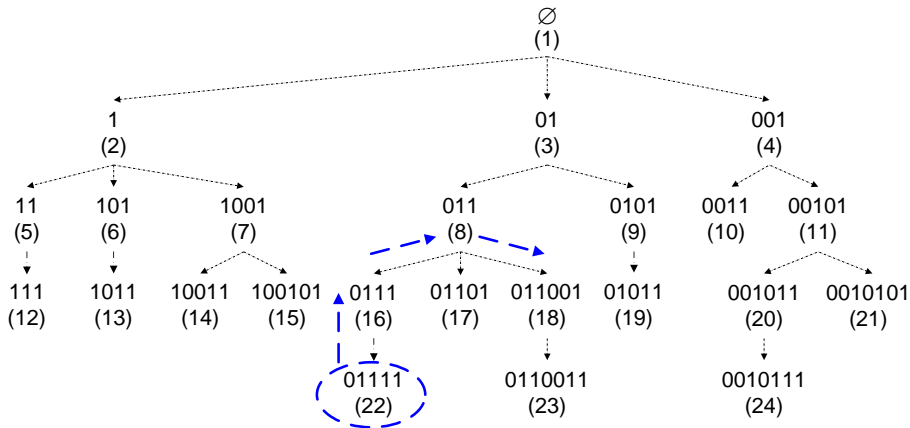 ∅
(1)
1 01 001
(2) (3) (4)
11 101 1001 011 0101 0011 00101
(5) (6) (7) (8) (9) (10) (11)
111 1011 10011 100101 0111 01101 011001 01011 001011 0010101
(12) (13) (14) (15) (16) (17) (18) (19) (20) (21)
01111 0110011 0010111
(22) (23) (24)